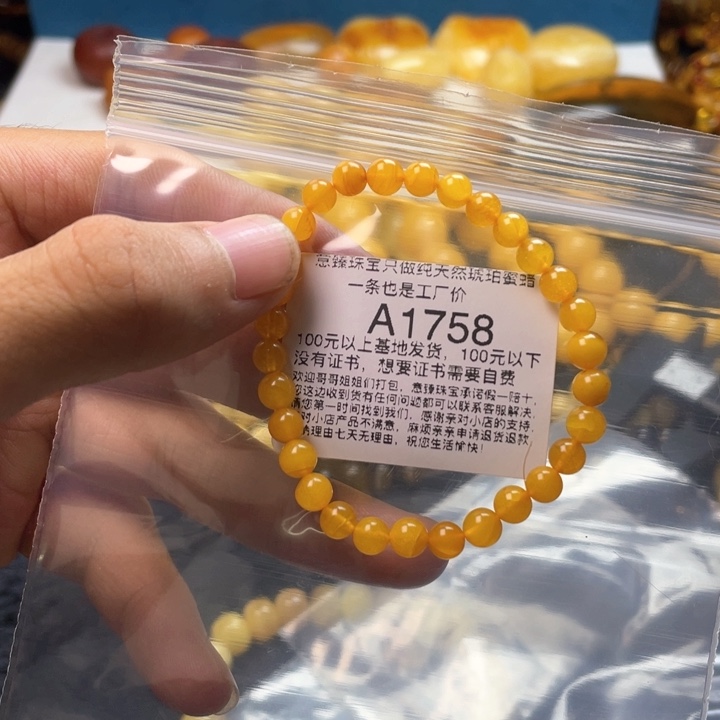 意臻珠宝只做纯天然琥珀蜜蜡
一条也是工厂价
A1758
100元以上基地发货，100元以下
没有证书，想要证书需要自费
欢迎哥哥姐姐们打包，意臻珠宝承诺假一赔十，
您这边收到货有任何问题都可以联系客服解决，
请您第一时间找到我们，感谢亲对小店的支持
对小店产品不满意，麻烦亲亲申请退货退款
情理由七天无理由，祝您生活愉快！